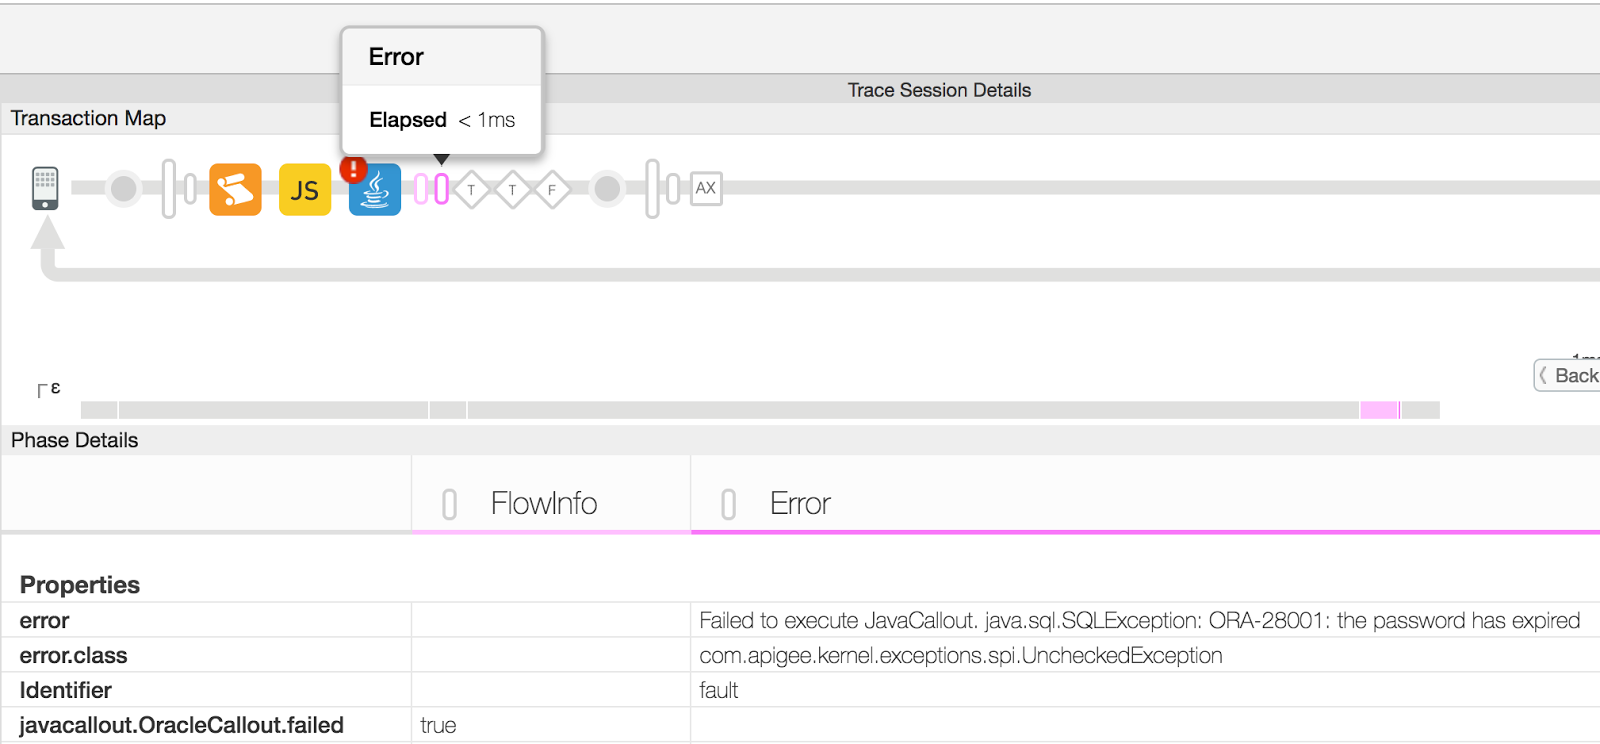 Error
Elapsed < 1ms
Trace Session Details
Transaction Map
JS ! T T F AX
ε
Back
Phase Details
FlowInfo Error
Properties
error Failed to execute JavaCallout. java.sql.SQLException: ORA-28001: the password has expired
error.class com.apigee.kernel.exceptions.spi.UncheckedException
Identifier fault
javacallout.OracleCallout.failed true